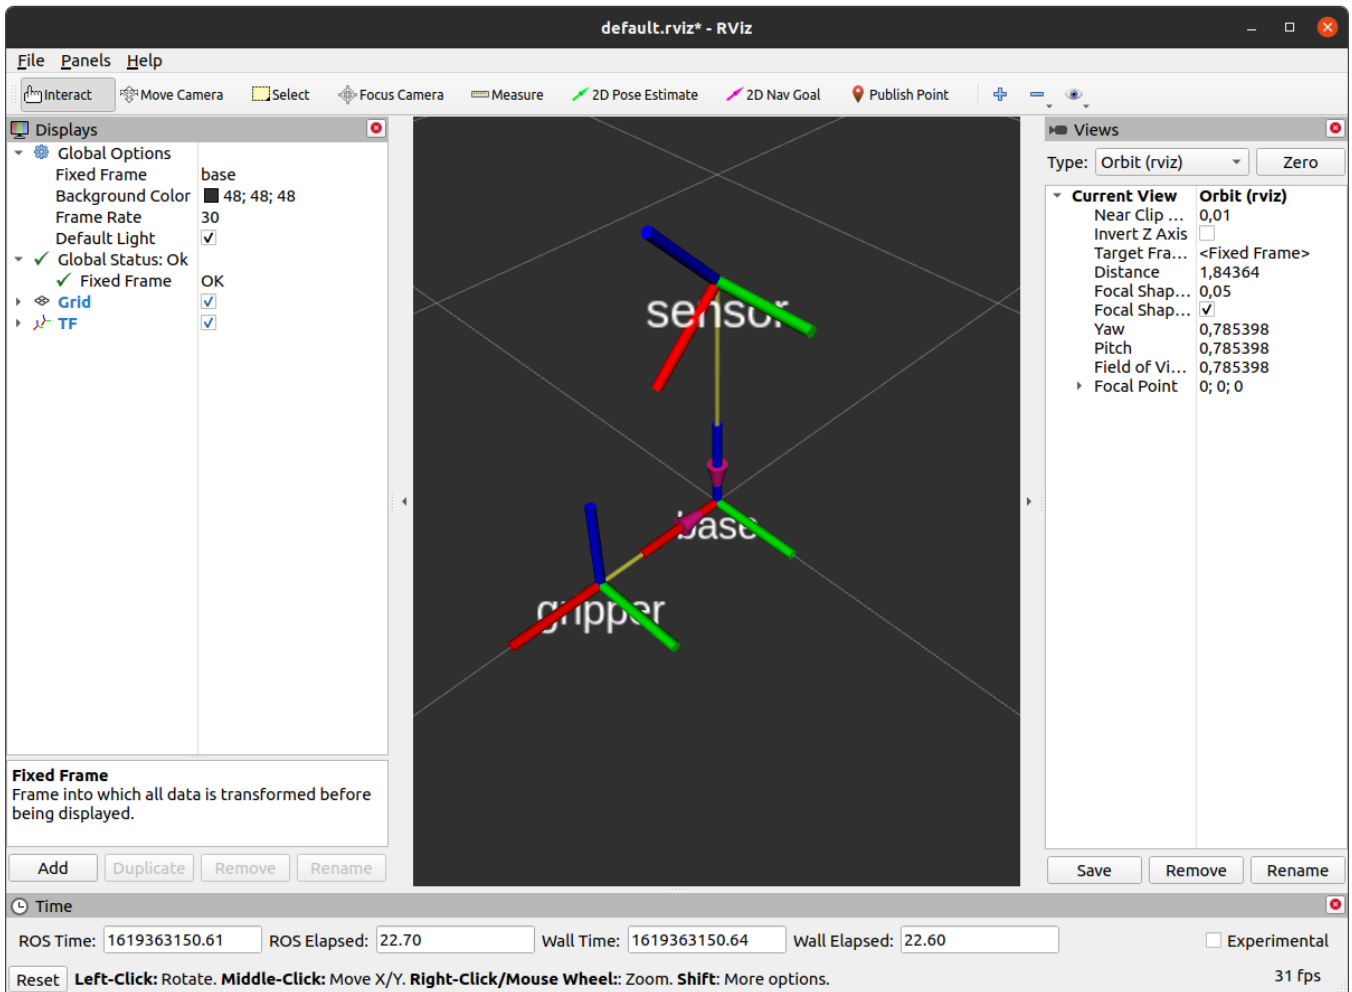 default.rviz* - RViz
File Panels Help
Interact Move Camera Select Focus Camera Measure 2D Pose Estimate 2D Nav Goal Publish Point
Displays
Global Options
Fixed Frame base
Background Color 48; 48; 48
Frame Rate 30
Default Light
Global Status: Ok
Fixed Frame OK
Grid
TF
Fixed Frame
Frame into which all data is transformed before
being displayed.
Add Duplicate Remove Rename
sensor
base
gripper
Views
Type: Orbit (rviz) Zero
Current View Orbit (rviz)
Near Clip ... 0,01
Invert Z Axis
Target Fra... <Fixed Frame>
Distance 1,84364
Focal Shap... 0,05
Focal Shap...
Yaw 0,785398
Pitch 0,785398
Field of Vi... 0,785398
Focal Point 0; 0; 0
Save Remove Rename
Time
ROS Time: 1619363150.61 ROS Elapsed: 22.70 Wall Time: 1619363150.64 Wall Elapsed: 22.60 Experimental
Reset Left-Click: Rotate. Middle-Click: Move X/Y. Right-Click/Mouse Wheel:: Zoom. Shift: More options. 31 fps